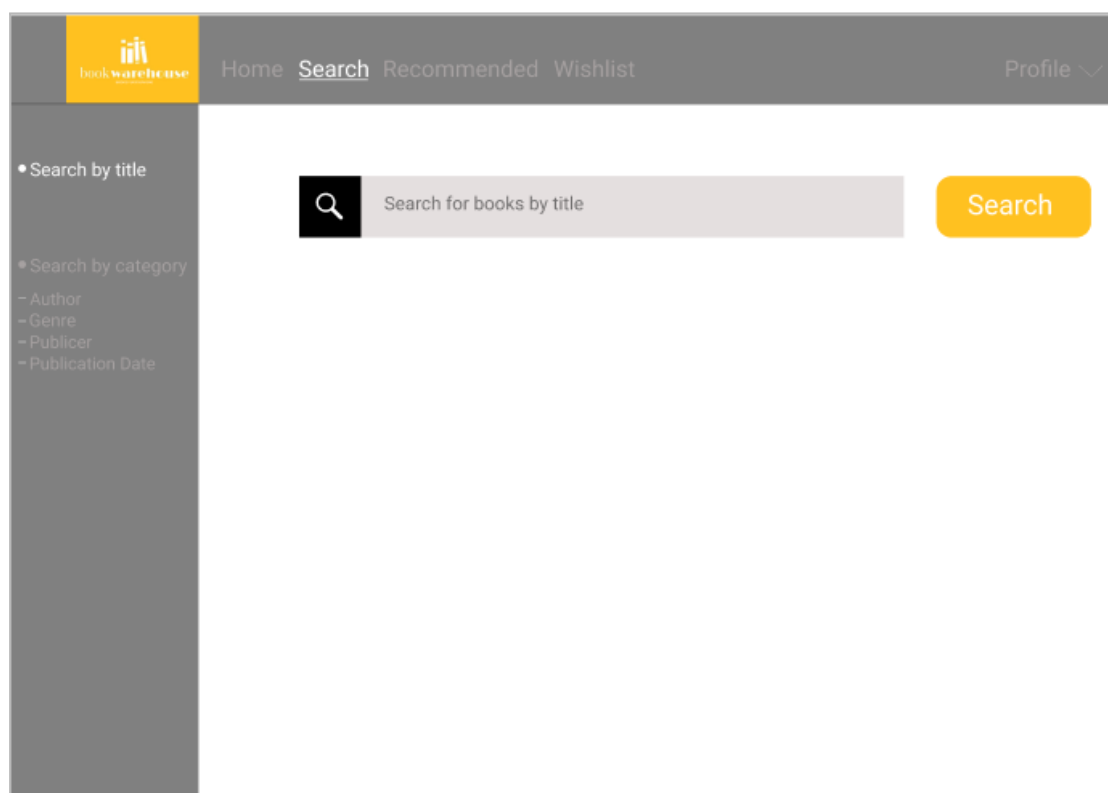 bookwarehouse
Home Search Recommended Wishlist Profile
Search by title
Search for books by title
Search
Search by category
- Author
- Genre
- Publicer
- Publication Date